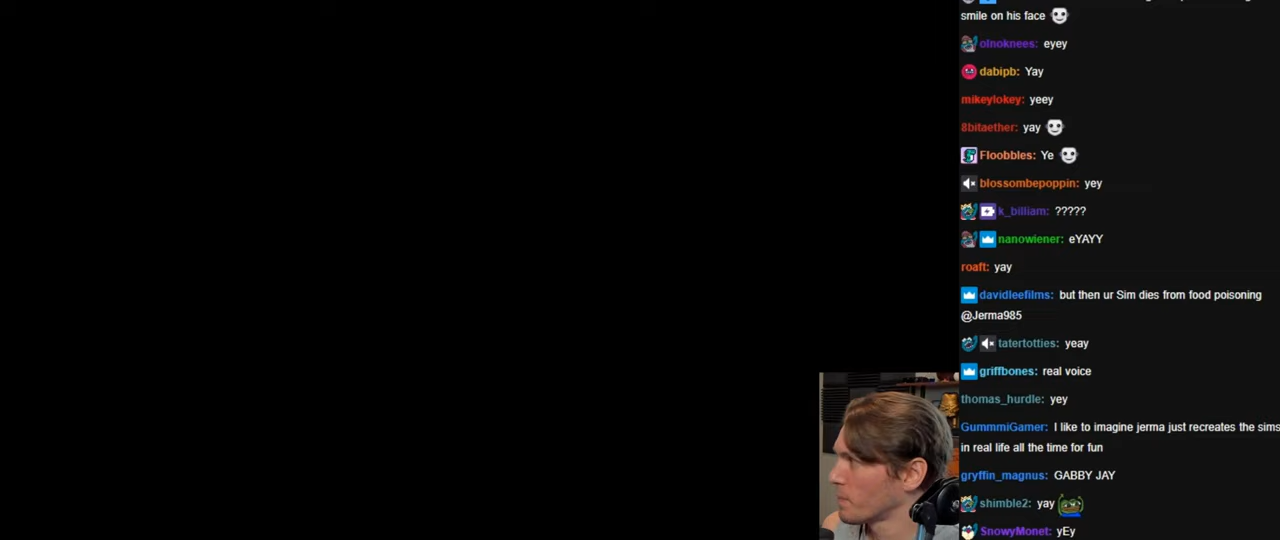 smile on his face
olnoknees: eyey
dabipb: Yay
mikeylokey: yeey
8bitaether: yay
Floobbles: Ye
blossombepoppin: yey
k_billiam: ?????
nanowiener: eYAYY
roaft: yay
davidleefilms: but then ur Sim dies from food poisoning
@Jerma985
tatertotties: yeay
griffbones: real voice
thomas_hurdle: yey
GummmiGamer: I like to imagine jerma just recreates the sims
in real life all the time for fun
gryffin_magnus: GABBY JAY
shimble2: yay
SnowyMonet: yEy